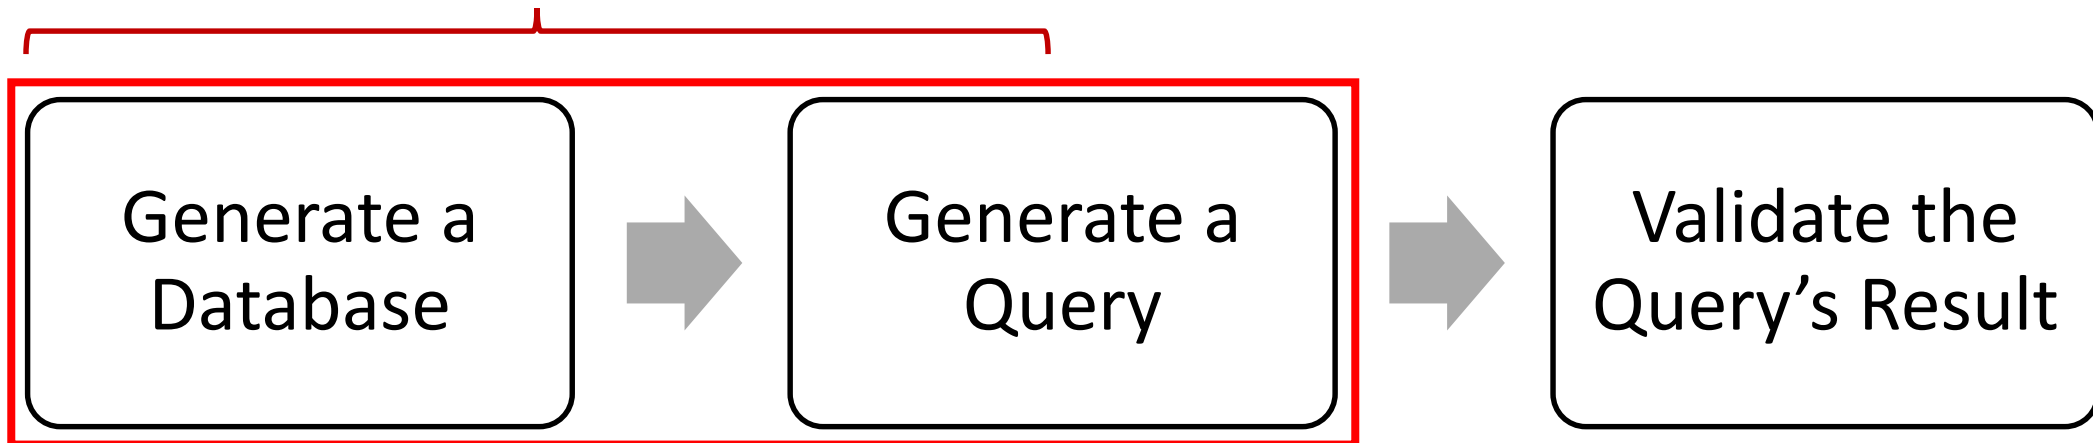 Generate a
Database
Generate a
Query
Validate the
Query’s Result